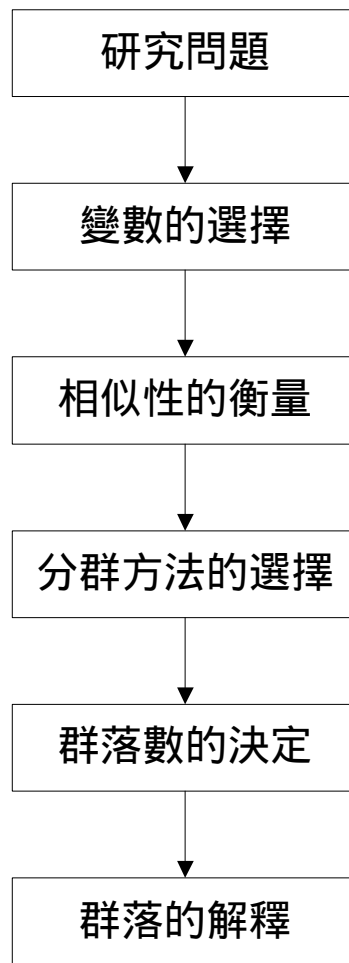 研究問題
變數的選擇
相似性的衡量
分群方法的選擇
群落數的決定
群落的解釋